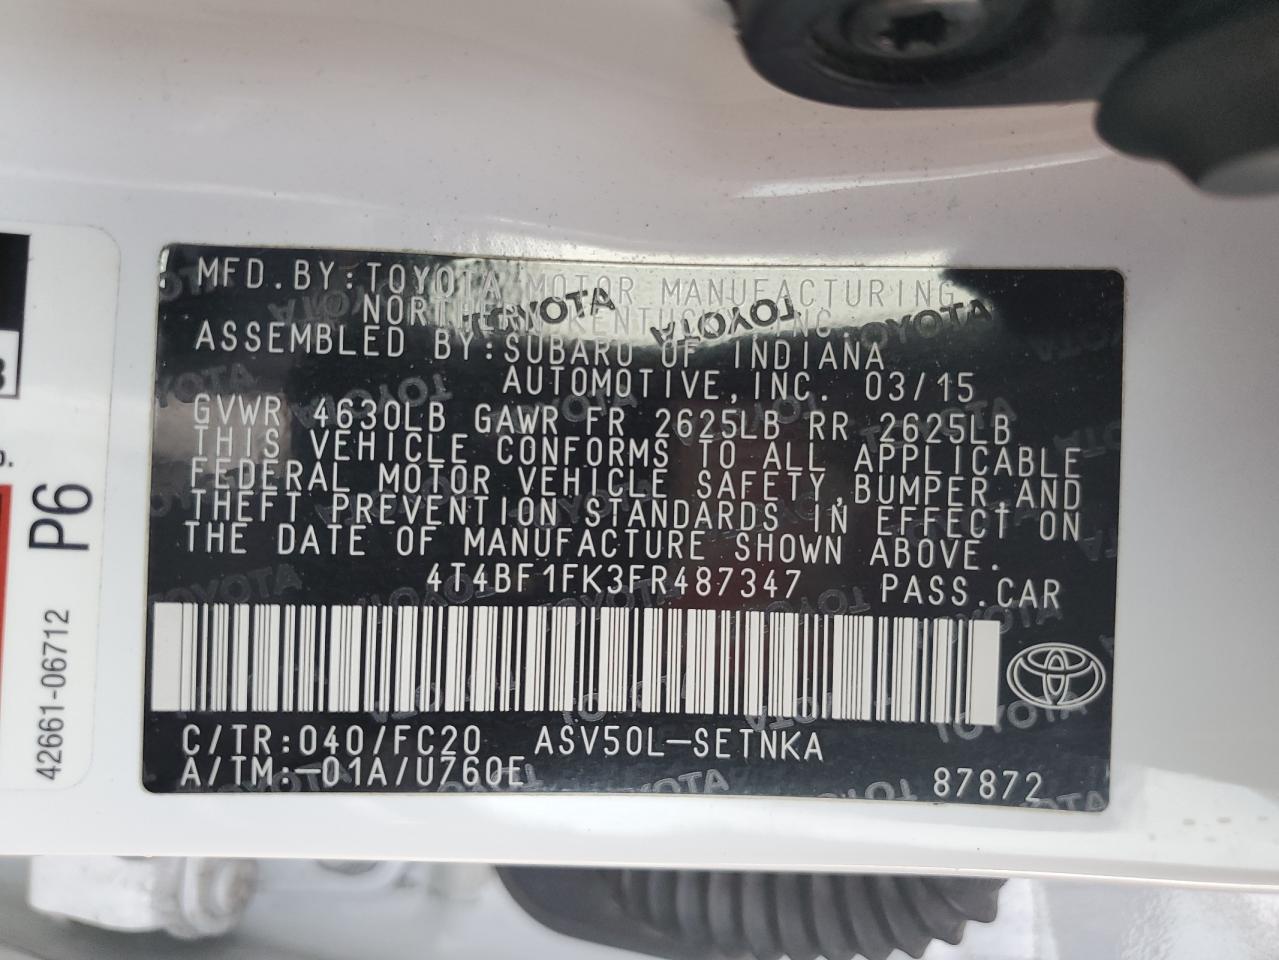 MFD.BY:TOYOTA MOTOR MANUFACTURING
NORTHERN KENTUCKY,INC.
ASSEMBLED BY:SUBARU OF INDIANA
AUTOMOTIVE,INC. 03/15
GVWR 4630LB GAWR FR 2625LB RR 2625LB
THIS VEHICLE CONFORMS TO ALL APPLICABLE
FEDERAL MOTOR VEHICLE SAFETY,BUMPER,AND
THEFT PREVENTION STANDARDS IN EFFECT ON
THE DATE OF MANUFACTURE SHOWN ABOVE.
4T4BF1FK3FR487347 PASS.CAR
C/TR:040/FC20 ASV50L-SETNKA
A/TM:-01A/U760E
87872
P6
42661-06712
TOYOTA